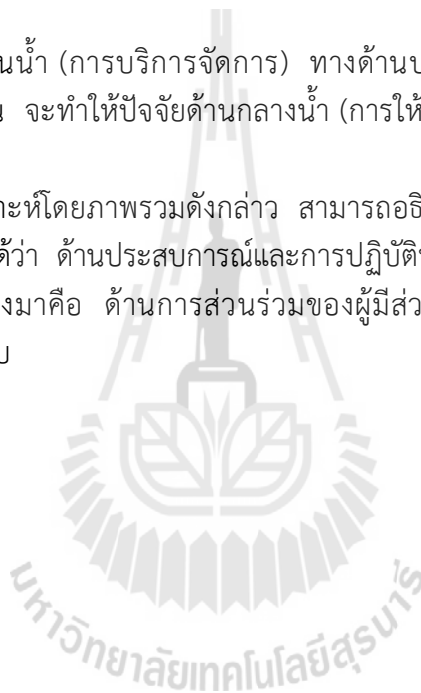 นน้ำ (การบริการจัดการ) ทางด้าน
จะทำให้ปัจจัยด้านกลางน้ำ (การให้
ะห์โดยภาพรวมดังกล่าว สามารถอธิ
ด้ว่า ด้านประสบการณ์และการปฏิบัติ
งมาคือ ด้านการส่วนร่วมของผู้มีส่ว
มหาวิทยาลัยเทคโนโลยีสุรนารี